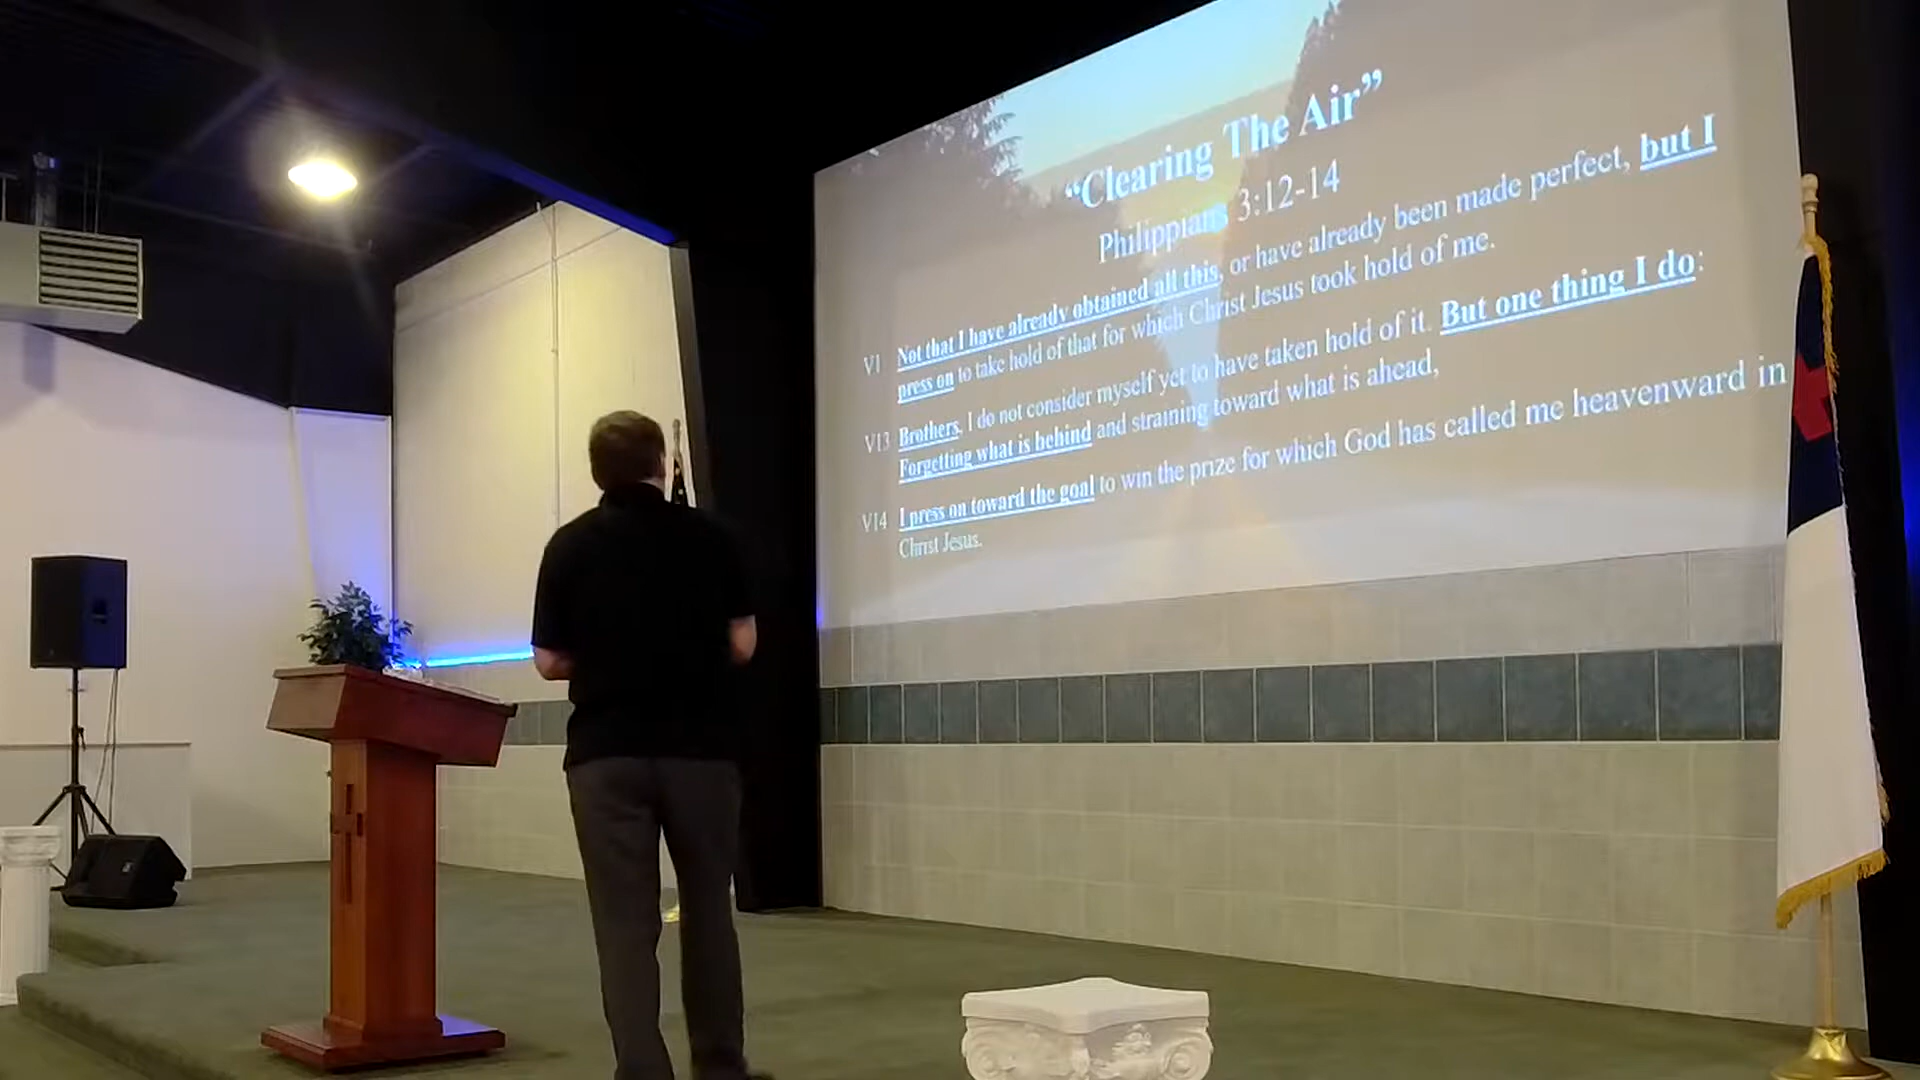 “Clearing The Air”
Philippians 3:12-14
V1 Not that I have already obtained all this, or have already been made perfect, but I
press on to take hold of that for which Christ Jesus took hold of me.
V13 Brothers, I do not consider myself yet to have taken hold of it. But one thing I do:
Forgetting what is behind and straining toward what is ahead,
V14 I press on toward the goal to win the prize for which God has called me heavenward in
Christ Jesus.